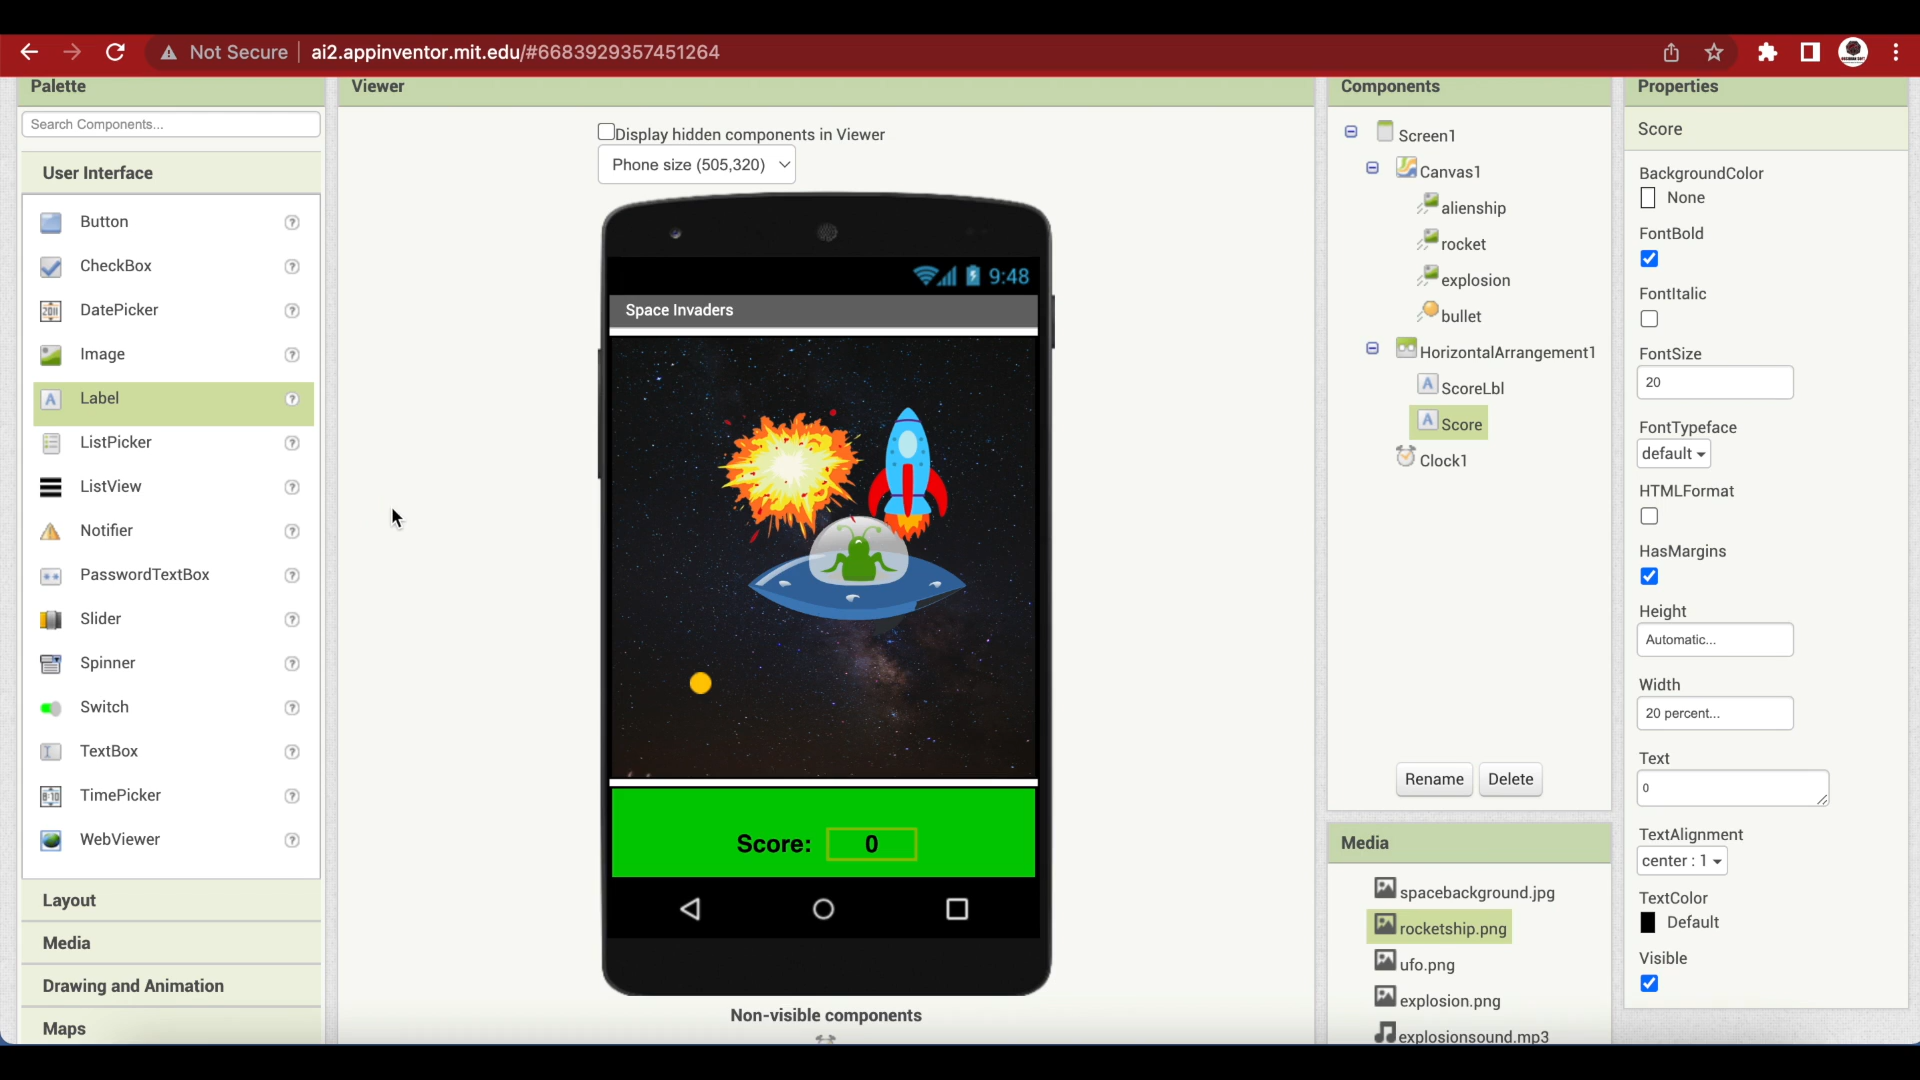 Not Secure
ai2.appinventor.mit.edu/#6683929357451264
Palette
Search Components...
User Interface
Button
CheckBox
DatePicker
Image
Label
ListPicker
ListView
Notifier
PasswordTextBox
Slider
Spinner
Switch
TextBox
TimePicker
WebViewer
Layout
Media
Drawing and Animation
Maps
Viewer
Display hidden components in Viewer
Phone size (505,320)
9:48
Space Invaders
Score: 0
Non-visible components
Components
Screen1
Canvas1
alienship
rocket
explosion
bullet
HorizontalArrangement1
ScoreLbl
Score
Clock1
Rename Delete
Media
spacebackground.jpg
rocketship.png
ufo.png
explosion.png
explosionsound.mp3
Properties
Score
BackgroundColor
None
FontBold
FontItalic
FontSize
20
FontTypeface
default
HTMLFormat
HasMargins
Height
Automatic...
Width
20 percent...
Text
0
TextAlignment
center : 1
TextColor
Default
Visible